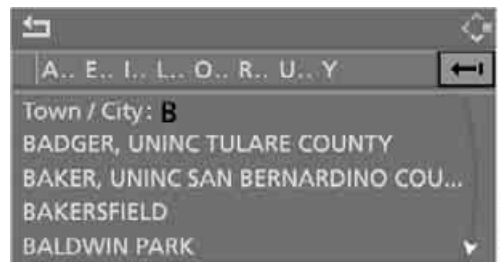 A.. E.. I.. L.. O.. R.. U.. Y
Town / City: B
BADGER, UNINC TULARE COUNTY
BAKER, UNINC SAN BERNARDINO COU...
BAKERSFIELD
BALDWIN PARK